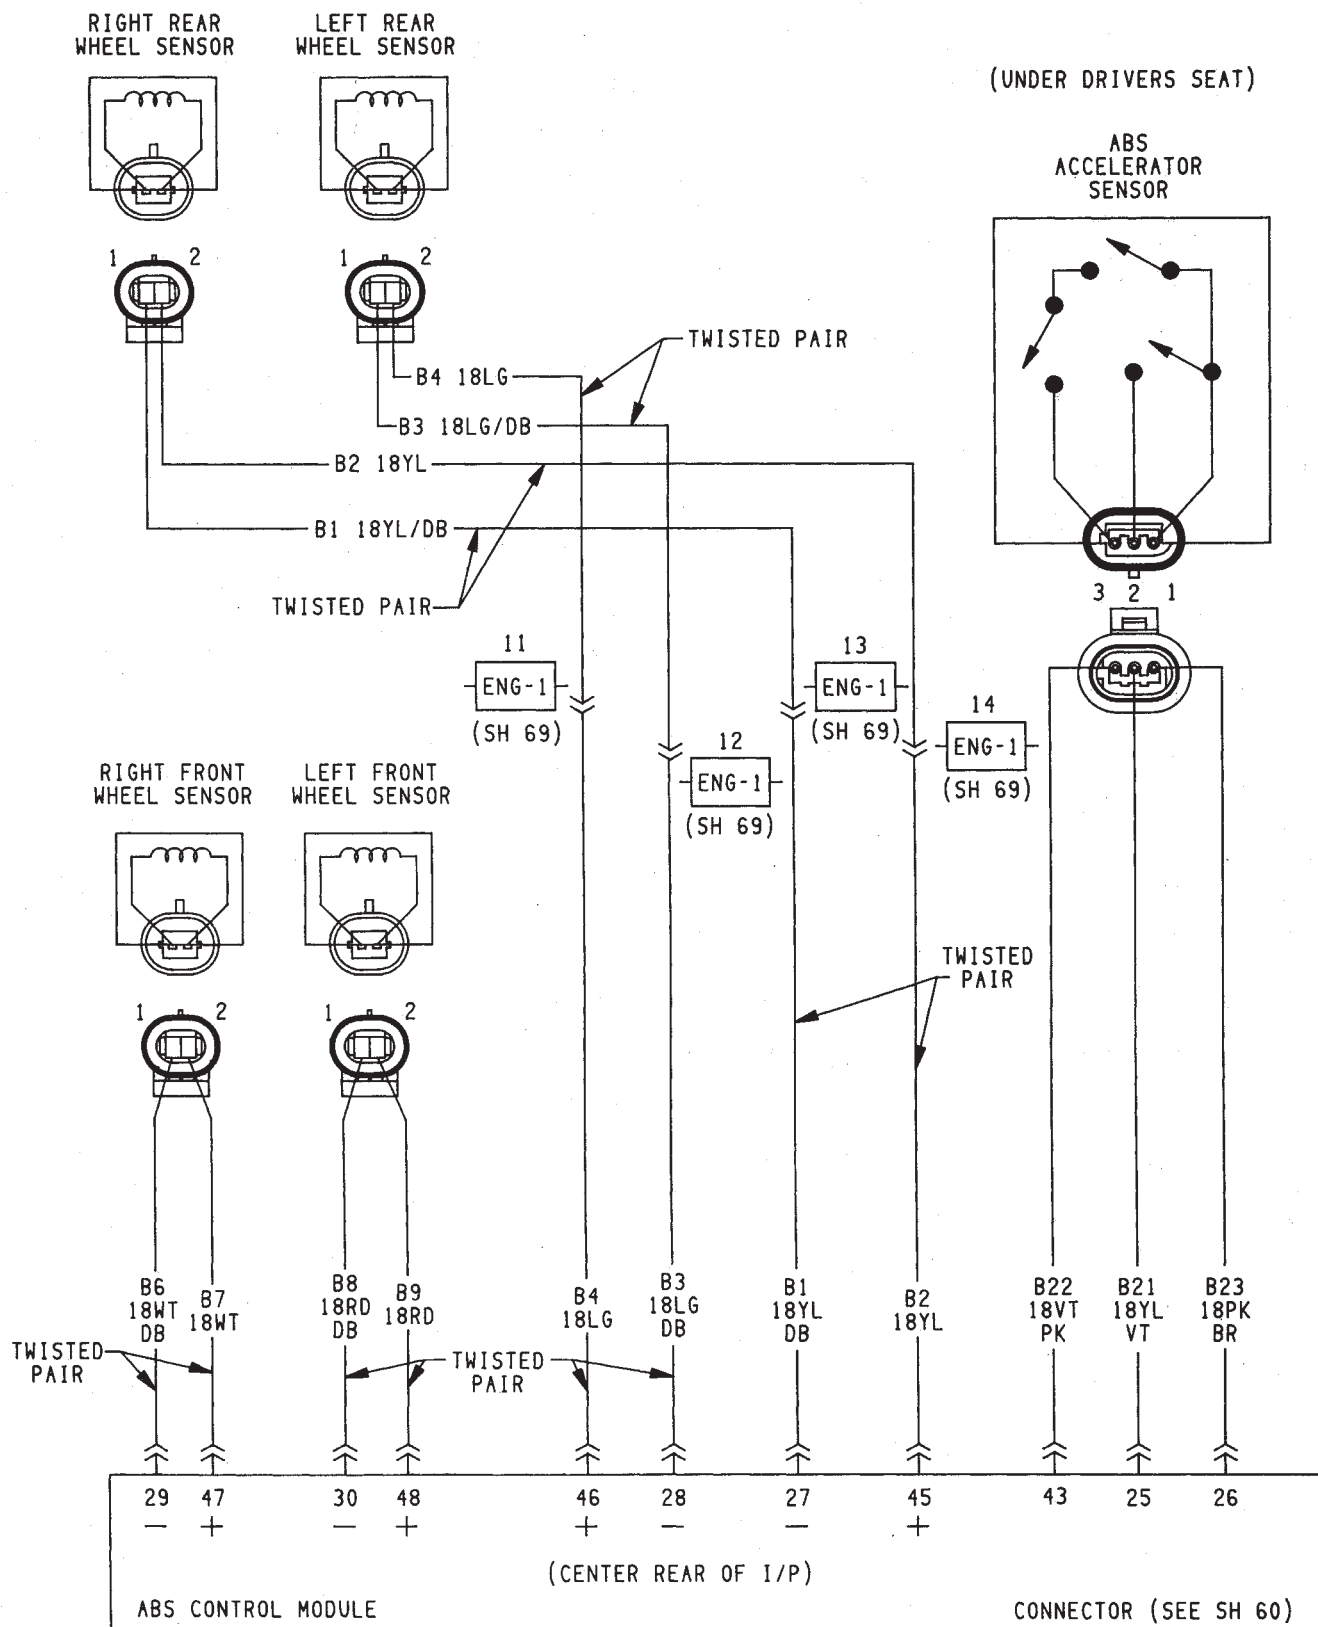 RIGHT REAR
WHEEL SENSOR
LEFT REAR
WHEEL SENSOR
(UNDER DRIVERS SEAT)
ABS
ACCELERATOR
SENSOR
1 2
1 2
TWISTED PAIR
B4 18LG
B3 18LG/DB
B2 18YL
B1 18YL/DB
TWISTED PAIR
3 2 1
11
ENG-1
(SH 69)
13
ENG-1
(SH 69)
14
ENG-1
(SH 69)
12
ENG-1
(SH 69)
RIGHT FRONT
WHEEL SENSOR
LEFT FRONT
WHEEL SENSOR
TWISTED
PAIR
1 2
1 2
B6
18WT
DB
B7
18WT
B8
18RD
DB
B9
18RD
B4
18LG
B3
18LG
DB
B1
18YL
DB
B2
18YL
B22
18VT
PK
B21
18YL
VT
B23
18PK
BR
TWISTED
PAIR
TWISTED
PAIR
29 47 30 48 46 28 27 45 43 25 26
- + - + + - - +
(CENTER REAR OF I/P)
ABS CONTROL MODULE
CONNECTOR (SEE SH 60)